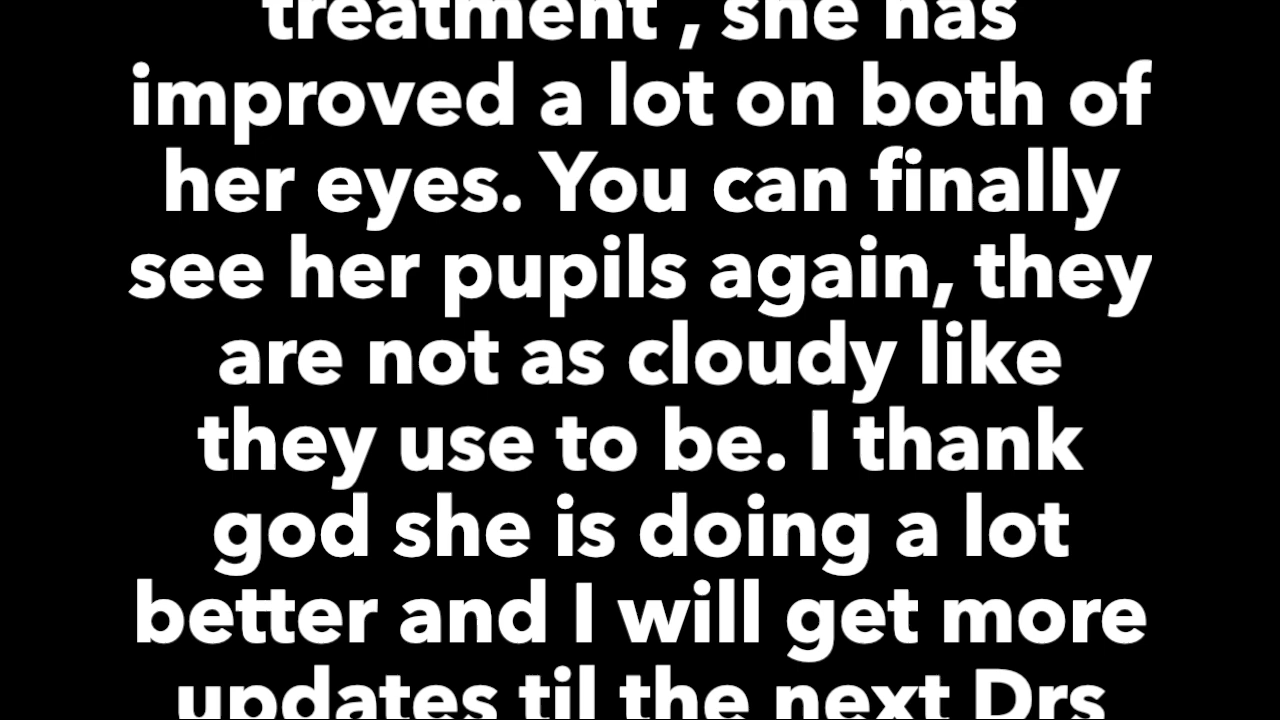 treatment , she has
improved a lot on both of
her eyes. You can finally
see her pupils again, they
are not as cloudy like
they use to be. I thank
god she is doing a lot
better and I will get more
updates til the next Drs